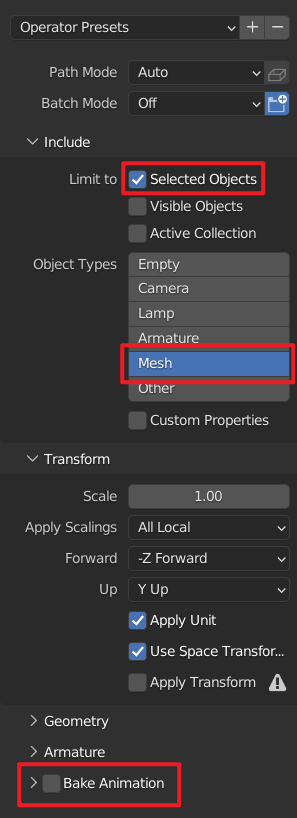 Operator Presets
Path Mode Auto
Batch Mode Off
Include
Limit to Selected Objects
Visible Objects
Active Collection
Object Types Empty
Camera
Lamp
Armature
Mesh
Other
Custom Properties
Transform
Scale 1.00
Apply Scalings All Local
Forward -Z Forward
Up Y Up
Apply Unit
Use Space Transfor...
Apply Transform
Geometry
Armature
Bake Animation